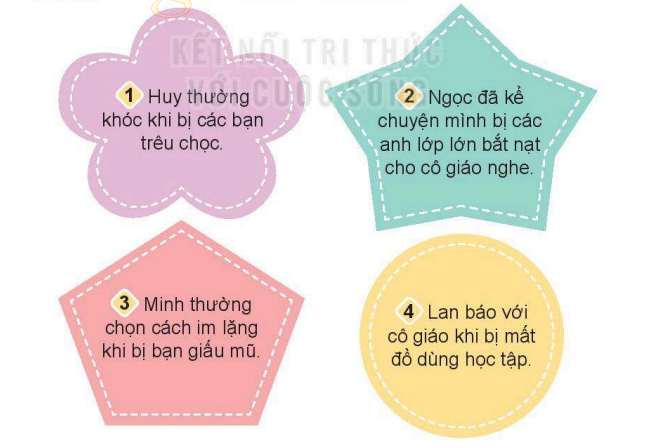 KẾT NỐI TRI THỨC
VỚI CUỘC SỐNG
1 Huy thường
khóc khi bị các bạn
trêu chọc.
2 Ngọc đã kể
chuyện mình bị các
anh lớp lớn bắt nạt
cho cô giáo nghe.
3 Minh thường
chọn cách im lặng
khi bị bạn giấu mũ.
4 Lan báo với
cô giáo khi bị mất
đồ dùng học tập.